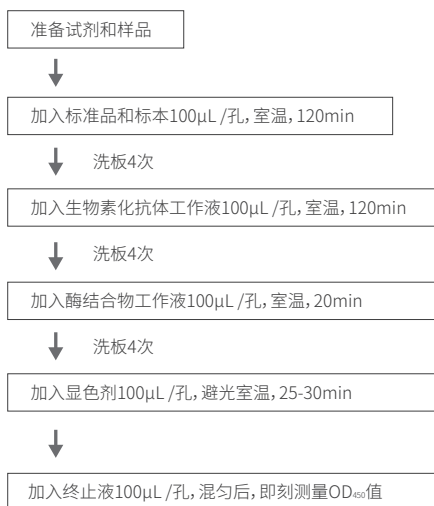 准备试剂和样品
加入标准品和标本100μL /孔,室温,120min
洗板4次
加入生物素化抗体工作液100μL /孔,室温,120min
洗板4次
加入酶结合物工作液100μL /孔,室温,20min
洗板4次
加入显色剂100μL /孔,避光室温,25-30min
加入终止液100μL /孔,混匀后,即刻测量OD₄₅₀值